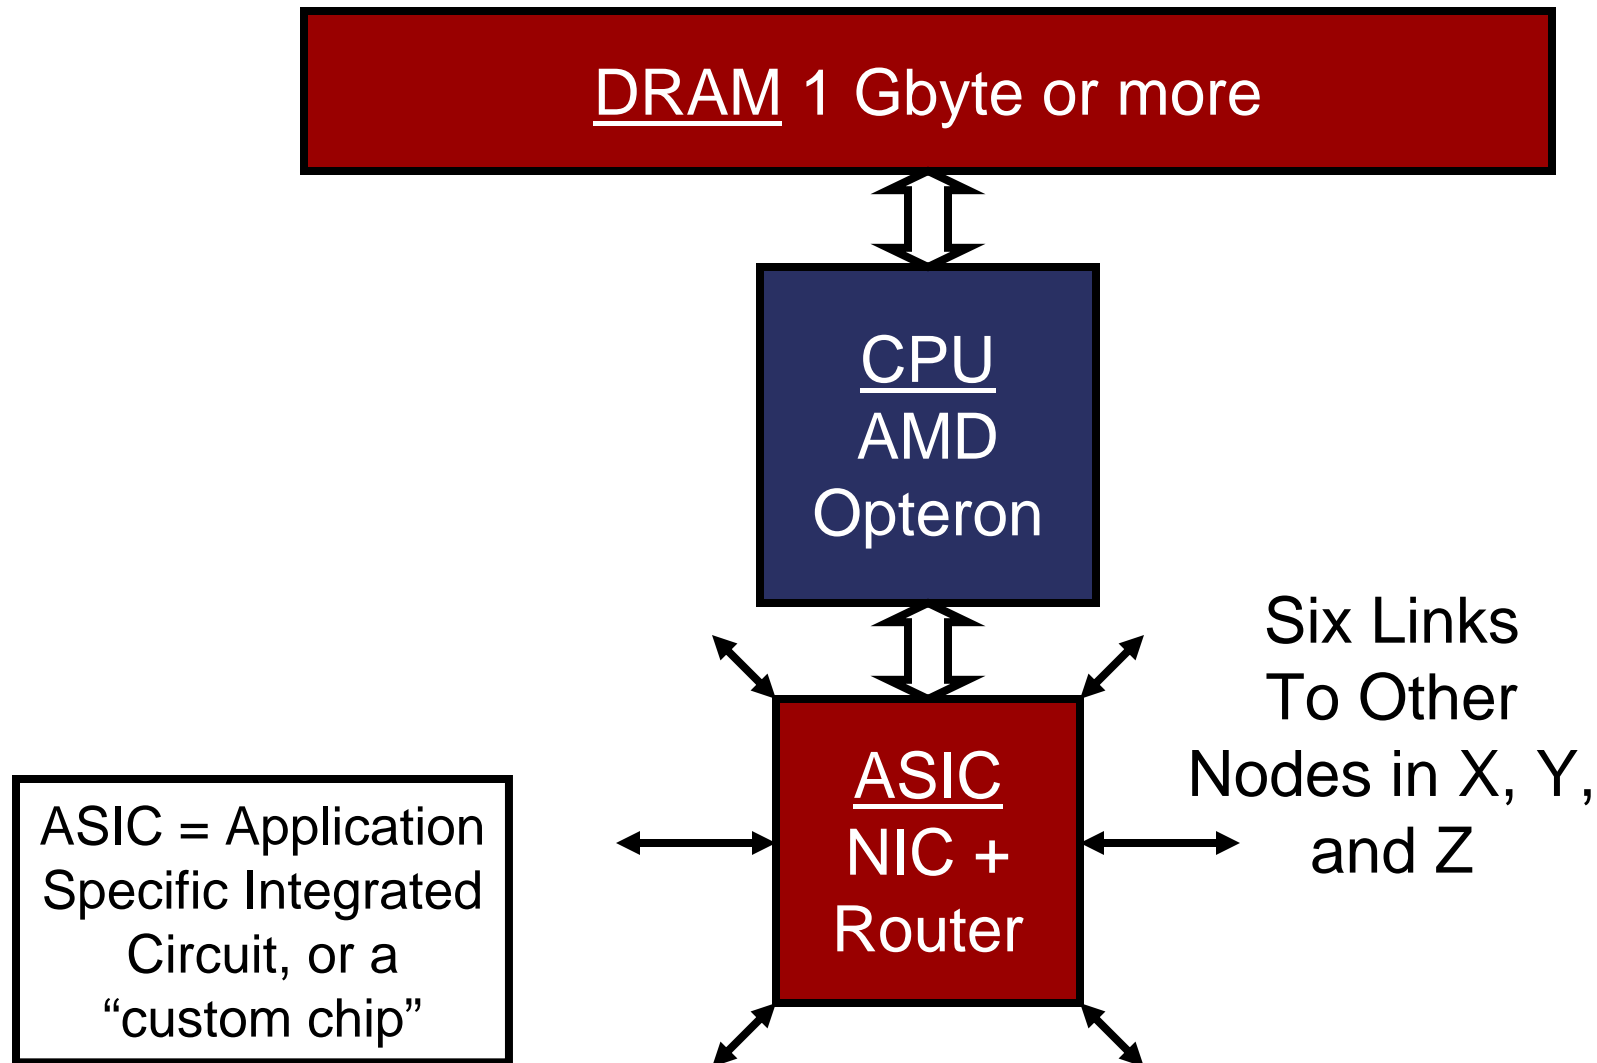 DRAM 1 Gbyte or more
CPU
AMD
Opteron
Six Links
To Other
Nodes in X, Y,
and Z
ASIC
NIC +
Router
ASIC = Application
Specific Integrated
Circuit, or a
“custom chip”